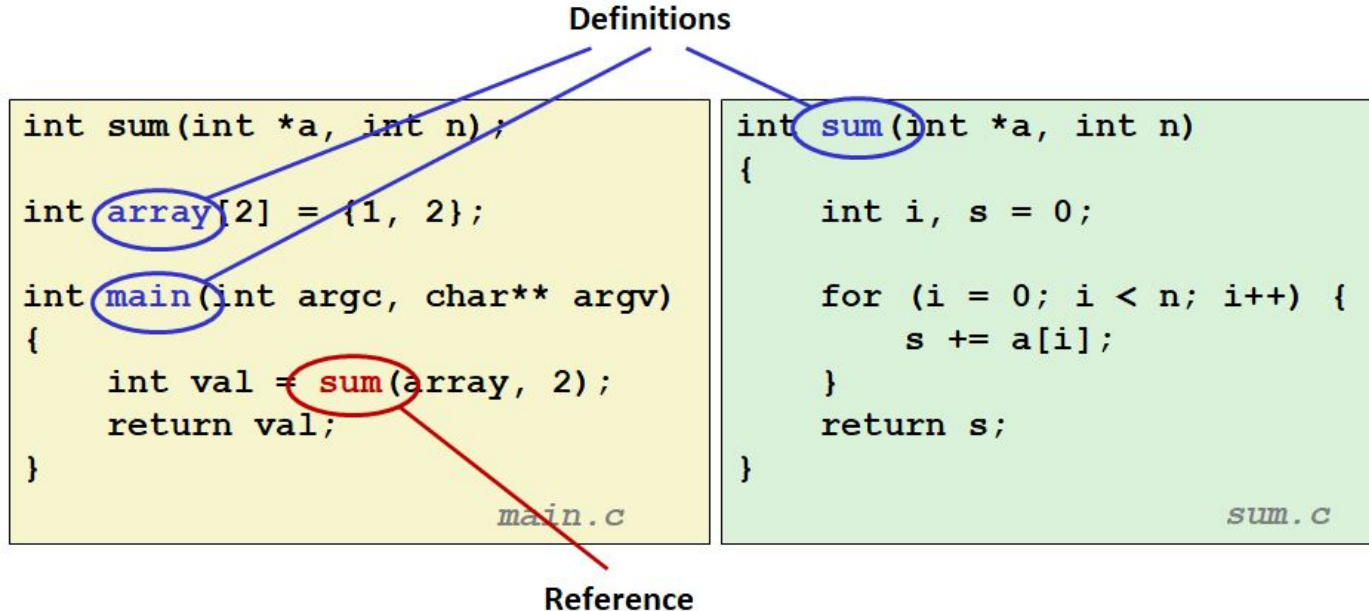 Definitions
int sum(int *a, int n);
int array[2] = {1, 2};
int main(int argc, char** argv)
{
    int val = sum(array, 2);
    return val;
}
main.c
int sum(int *a, int n)
{
    int i, s = 0;
    for (i = 0; i < n; i++) {
        s += a[i];
    }
    return s;
}
sum.c
Reference